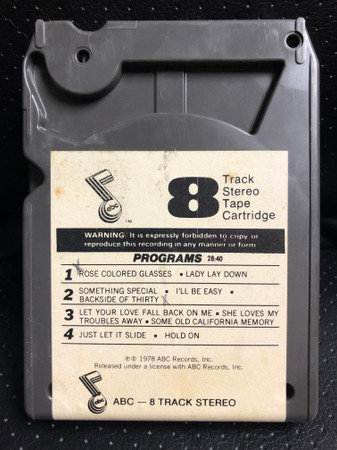 abc
TM
8 Track
Stereo
Tape
Cartridge
WARNING: It is expressly forbidden to copy or
reproduce this recording in any manner or form
PROGRAMS 28:40
1 ROSE COLORED GLASSES • LADY LAY DOWN
2 SOMETHING SPECIAL • I'LL BE EASY •
BACKSIDE OF THIRTY
3 LET YOUR LOVE FALL BACK ON ME • SHE LOVES MY
TROUBLES AWAY • SOME OLD CALIFORNIA MEMORY
4 JUST LET IT SLIDE • HOLD ON
℗© 1978 ABC Records, Inc.
Released under a license with ABC Records, Inc.
abc
ABC — 8 TRACK STEREO